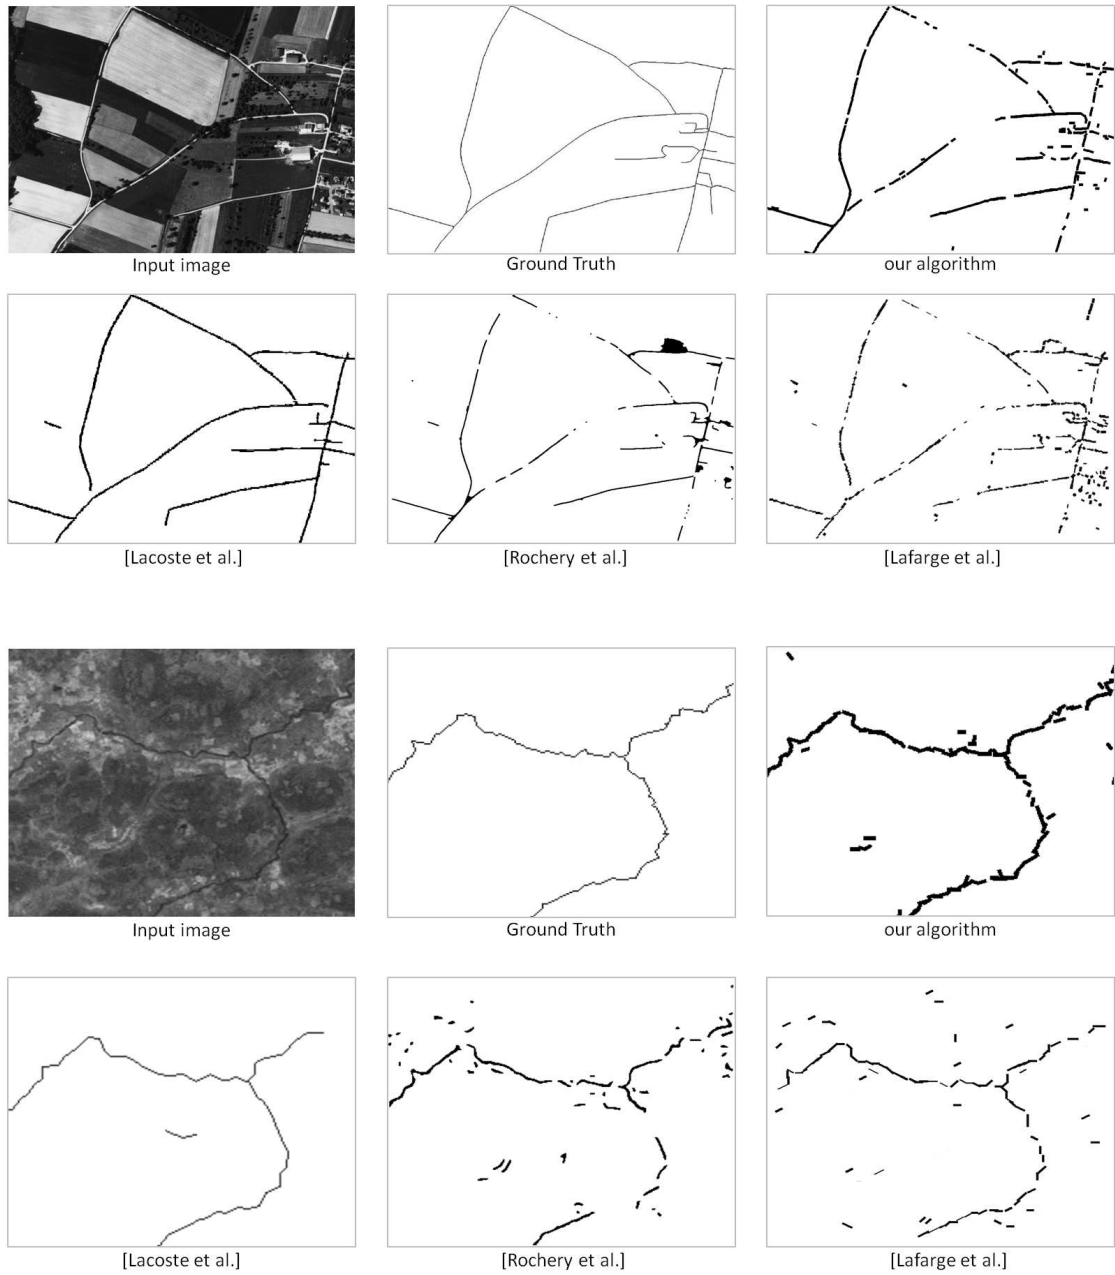 Input image
Ground Truth
our algorithm
[Lacoste et al.]
[Rochery et al.]
[Lafarge et al.]
Input image
Ground Truth
our algorithm
[Lacoste et al.]
[Rochery et al.]
[Lafarge et al.]